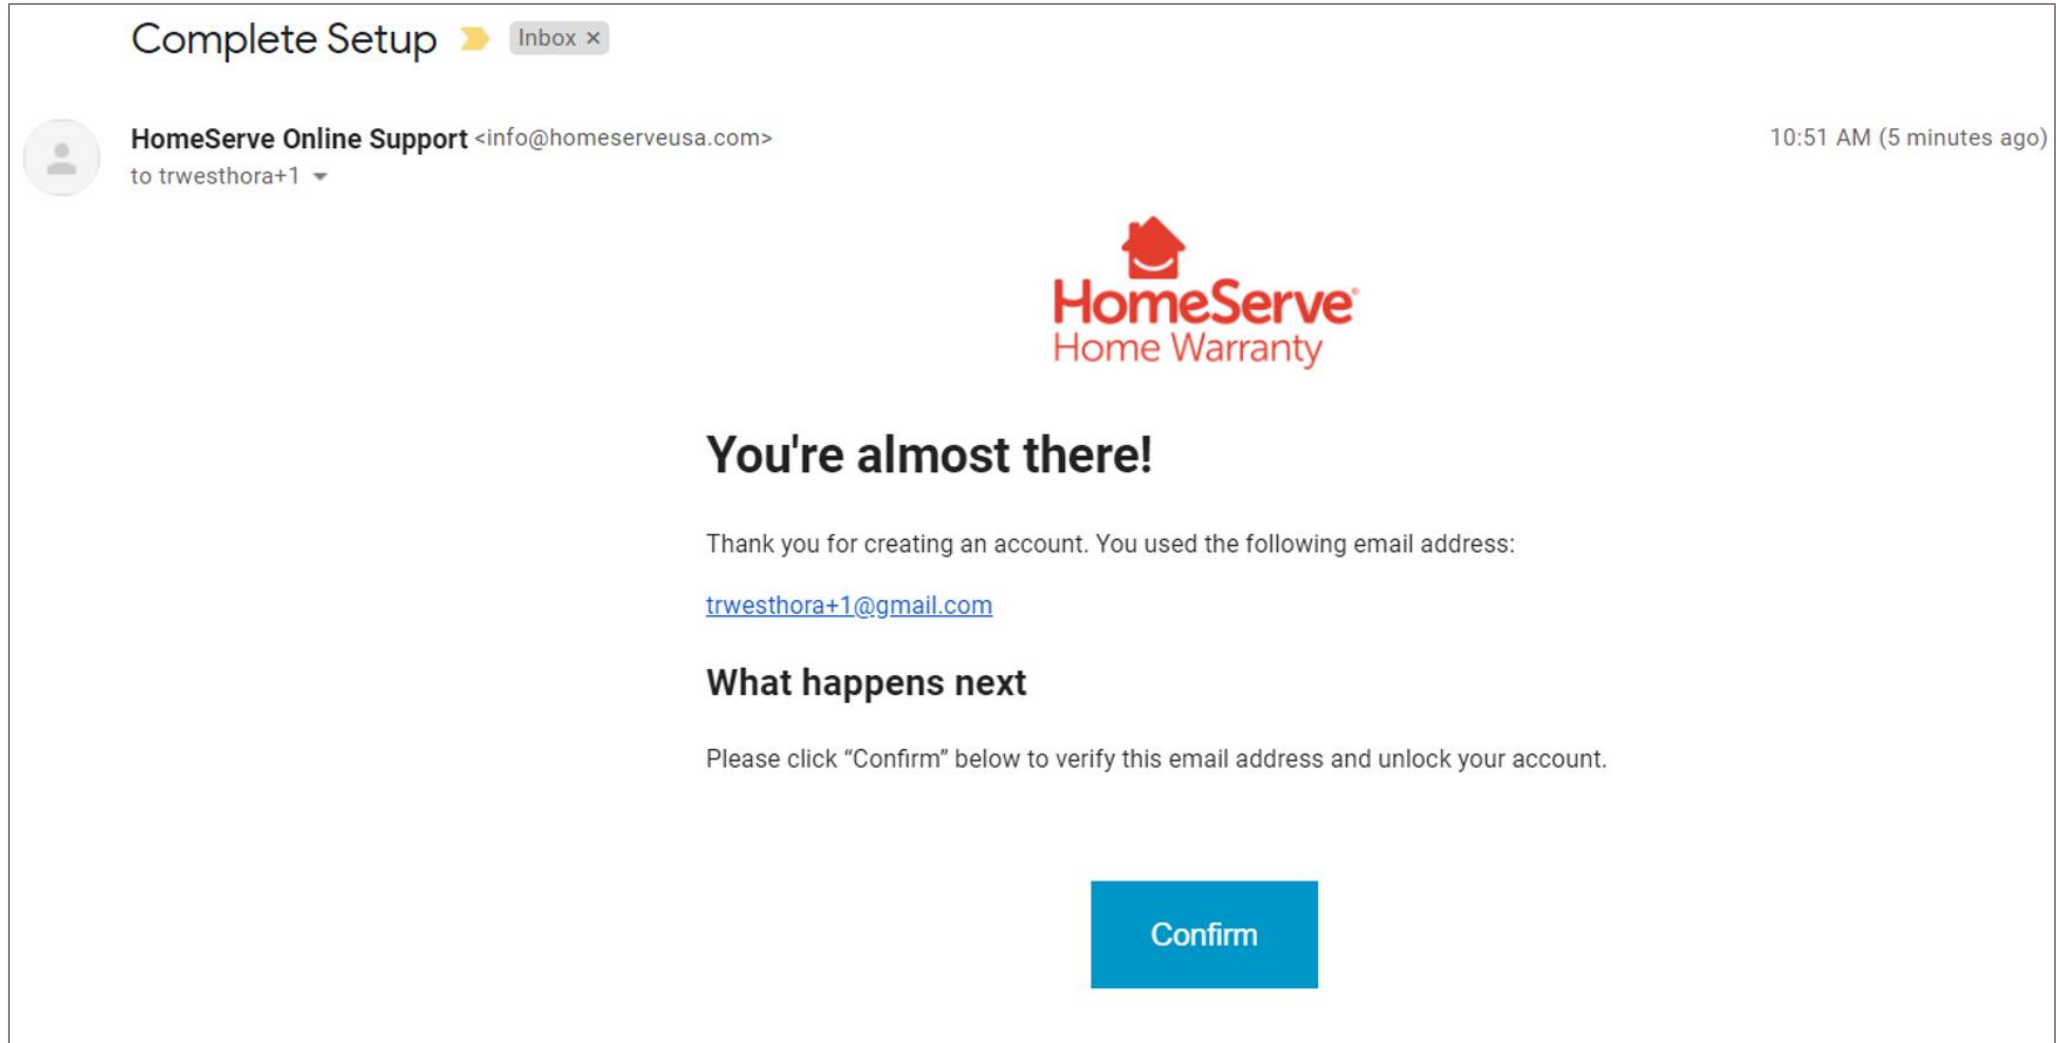 Complete Setup
Inbox ×
HomeServe Online Support <info@homeserveusa.com>
10:51 AM (5 minutes ago)
to trwesthora+1
HomeServe®
Home Warranty
You're almost there!
Thank you for creating an account. You used the following email address:
trwesthora+1@gmail.com
What happens next
Please click “Confirm” below to verify this email address and unlock your account.
Confirm